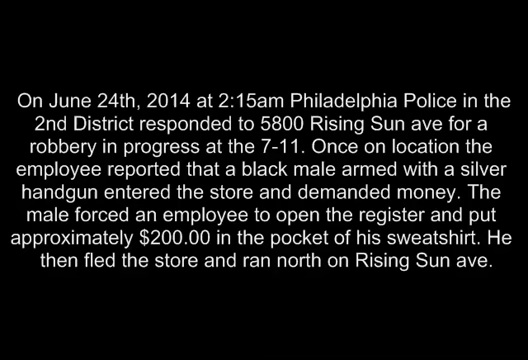 On June 24th, 2014 at 2:15am Philadelphia Police in the
2nd District responded to 5800 Rising Sun ave for a
robbery in progress at the 7-11. Once on location the
employee reported that a black male armed with a silver
handgun entered the store and demanded money. The
male forced an employee to open the register and put
approximately $200.00 in the pocket of his sweatshirt. He
then fled the store and ran north on Rising Sun ave.